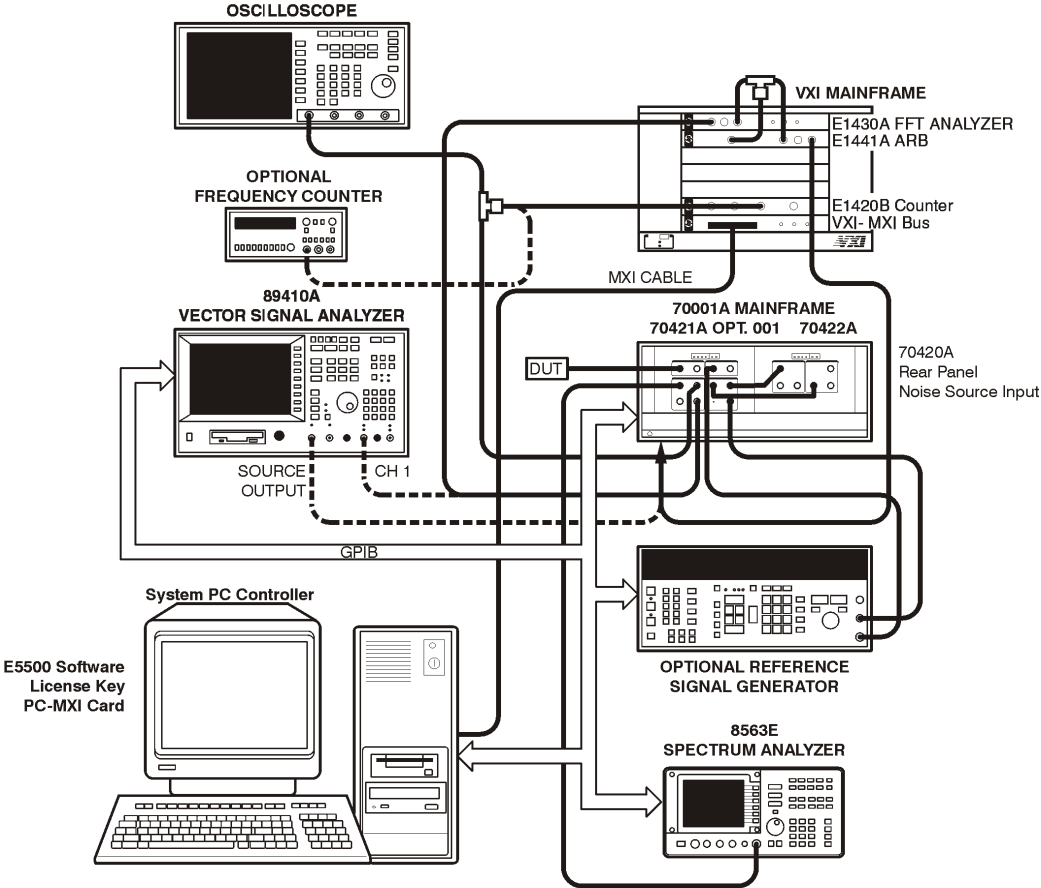 OSCILLOSCOPE
VXI MAINFRAME
E1430A FFT ANALYZER
E1441A ARB
OPTIONAL
FREQUENCY COUNTER
E1420B Counter
VXI- MXI Bus
VXI
MXI CABLE
89410A
VECTOR SIGNAL ANALYZER
70001A MAINFRAME
70421A OPT. 001 70422A
DUT
70420A
Rear Panel
Noise Source Input
SOURCE
OUTPUT
CH 1
GPIB
System PC Controller
E5500 Software
License Key
PC-MXI Card
OPTIONAL REFERENCE
SIGNAL GENERATOR
8563E
SPECTRUM ANALYZER